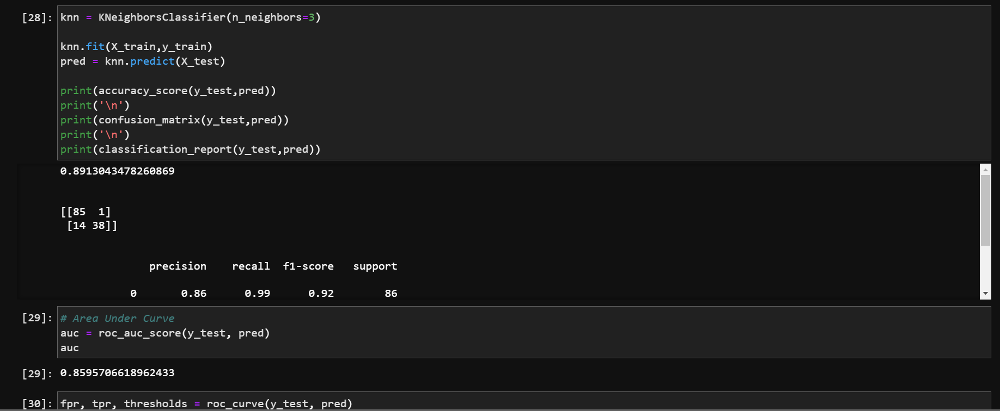 [28]: knn = KNeighborsClassifier(n_neighbors=3)
knn.fit(X_train,y_train)
pred = knn.predict(X_test)
print(accuracy_score(y_test,pred))
print('\n')
print(confusion_matrix(y_test,pred))
print('\n')
print(classification_report(y_test,pred))
0.8913043478260869
[[85  1]
 [14 38]]
precision    recall  f1-score   support
0       0.86      0.99      0.92        86
[29]: # Area Under Curve
auc = roc_auc_score(y_test, pred)
auc
[29]: 0.8595706618962433
[30]: fpr, tpr, thresholds = roc_curve(y_test, pred)